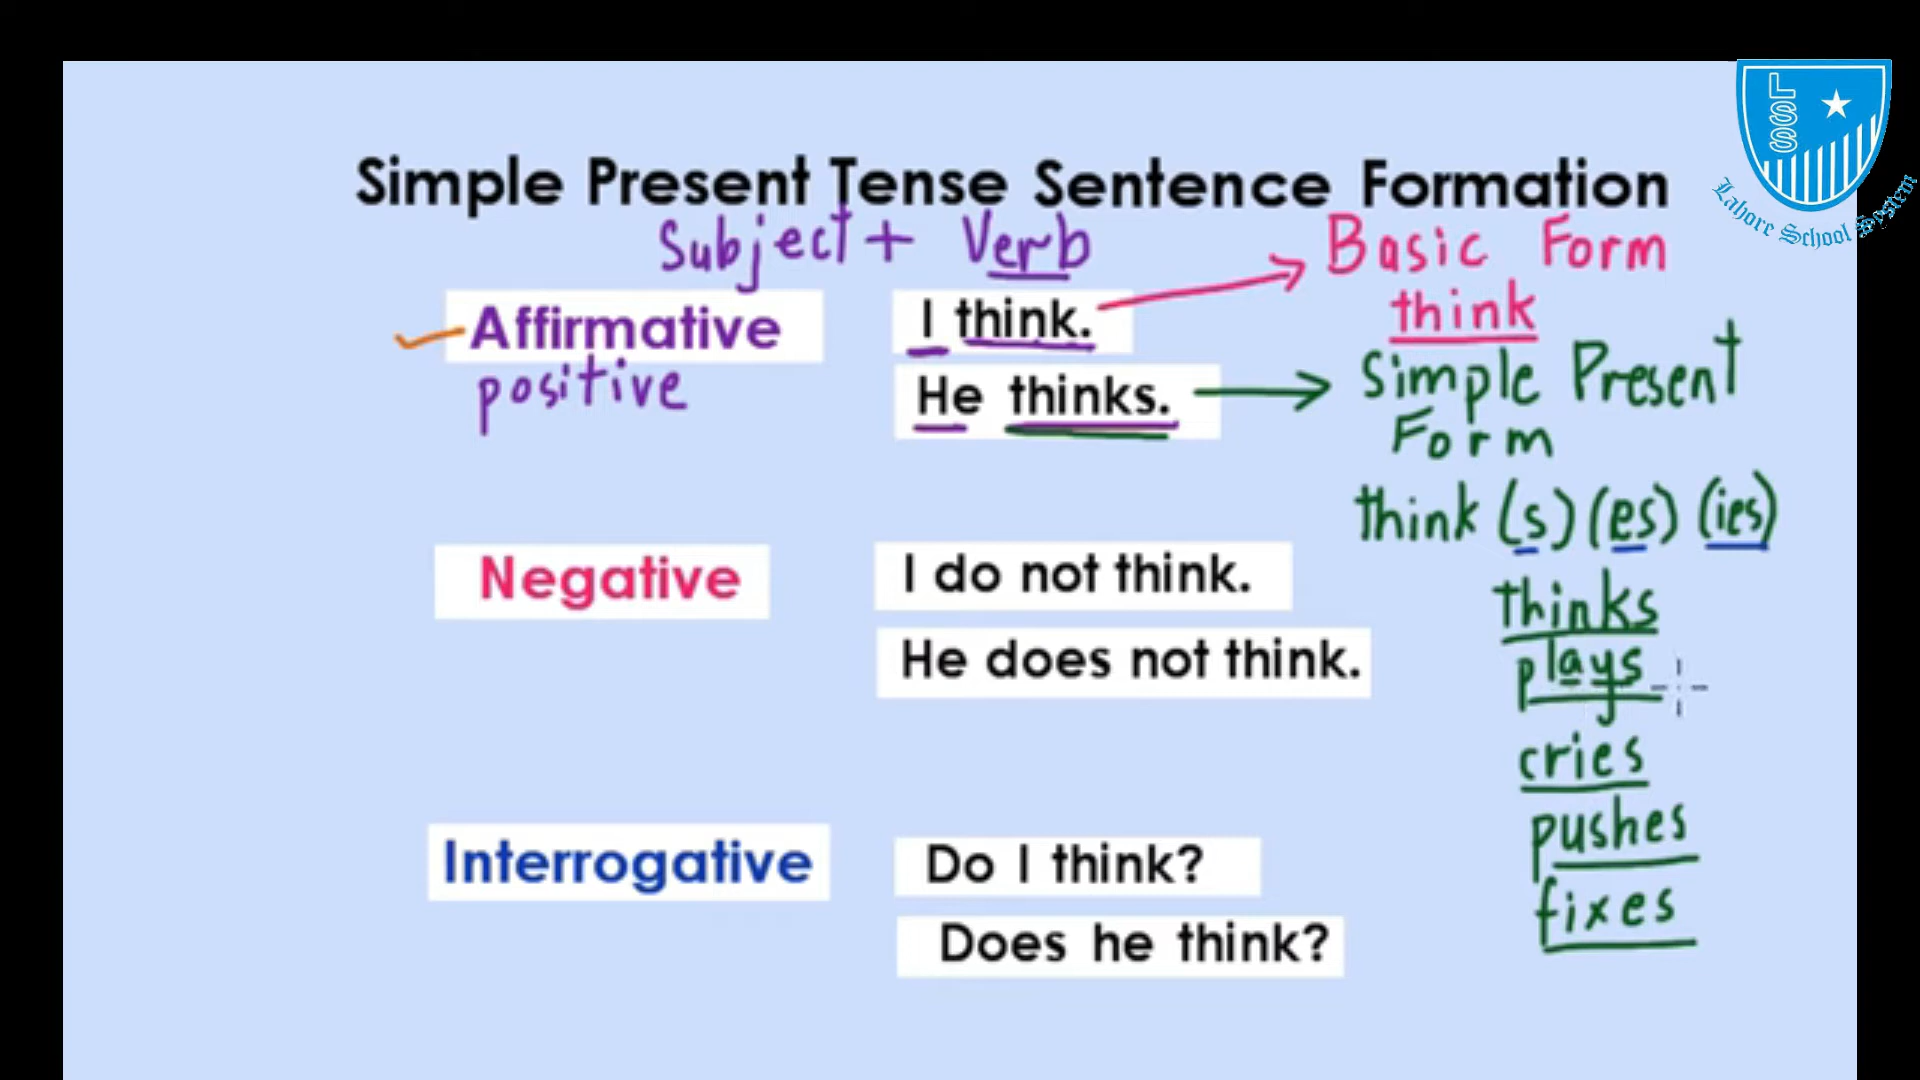 LSS
Lahore School System
Simple Present Tense Sentence Formation
Subject + Verb
Basic Form
Affirmative
I think.
think
positive
He thinks.
Simple Present
Form
think (s) (es) (ies)
Negative
I do not think.
thinks
He does not think.
plays
cries
pushes
Interrogative
Do I think?
fixes
Does he think?